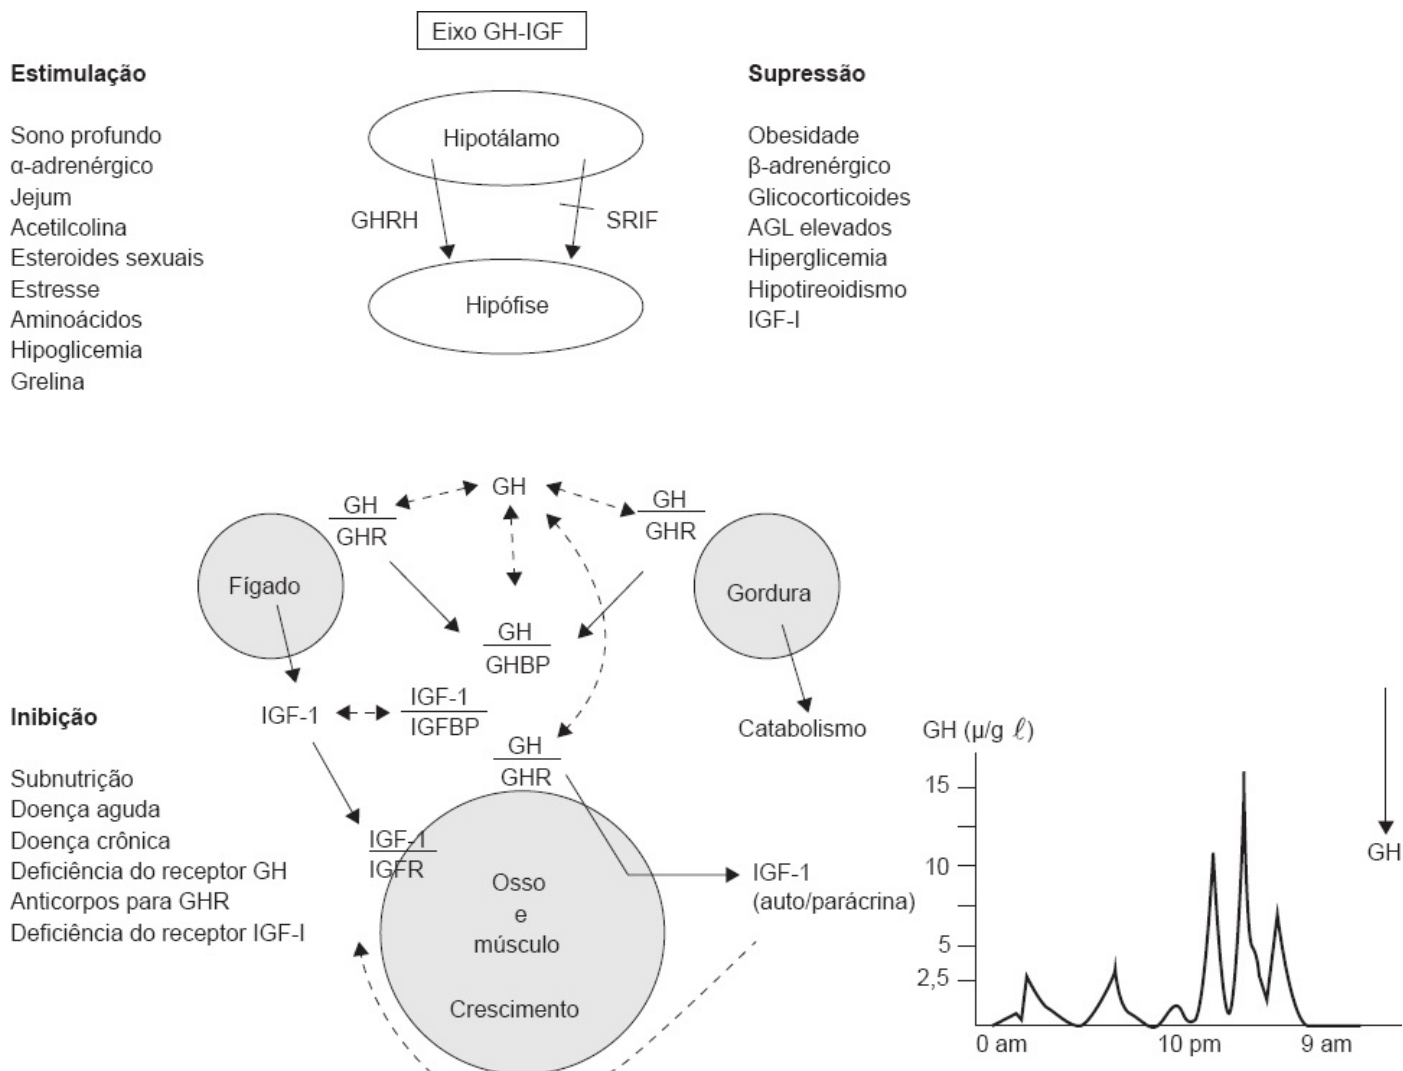 Eixo GH-IGF
Estimulação
Sono profundo
α-adrenérgico
Jejum
Acetilcolina
Esteroides sexuais
Estresse
Aminoácidos
Hipoglicemia
Grelina
Hipotálamo
GHRH
SRIF
Hipófise
Supressão
Obesidade
β-adrenérgico
Glicocorticoides
AGL elevados
Hiperglicemia
Hipotireoidismo
IGF-I
GH
GH
GHR
GH
GHR
Fígado
Gordura
GH
GHBP
IGF-1
IGF-1
IGFBP
GH
GHR
Catabolismo
Inibição
Subnutrição
Doença aguda
Doença crônica
Deficiência do receptor GH
Anticorpos para GHR
Deficiência do receptor IGF-I
IGF-1
IGFR
Osso
e
músculo
Crescimento
IGF-1
(auto/parácrina)
GH (μ/g ℓ)
15
10
5
2,5
0 am
10 pm
9 am
GH